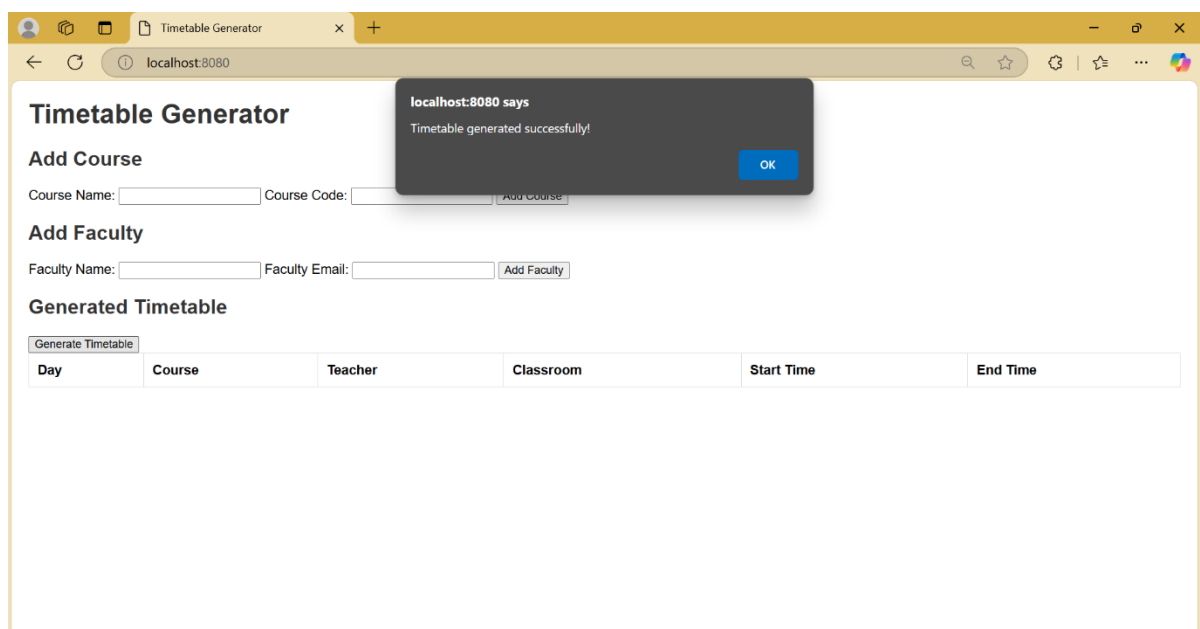 Timetable Generator
localhost:8080
localhost:8080 says
Timetable generated successfully!
OK
Timetable Generator
Add Course
Course Name: Course Code: Add Course
Add Faculty
Faculty Name: Faculty Email: Add Faculty
Generated Timetable
Generate Timetable
Day Course Teacher Classroom Start Time End Time